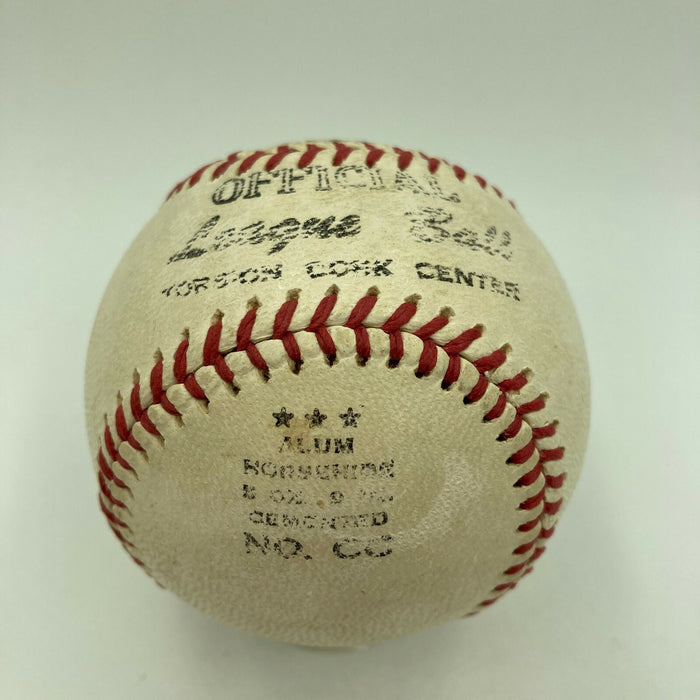 OFFICIAL
League Ball
TORSION CORK CENTER
★ ★ ★
ALUM
HORSEHIDE
5 OZ. 9 IN.
CEMENTED
NO. CC